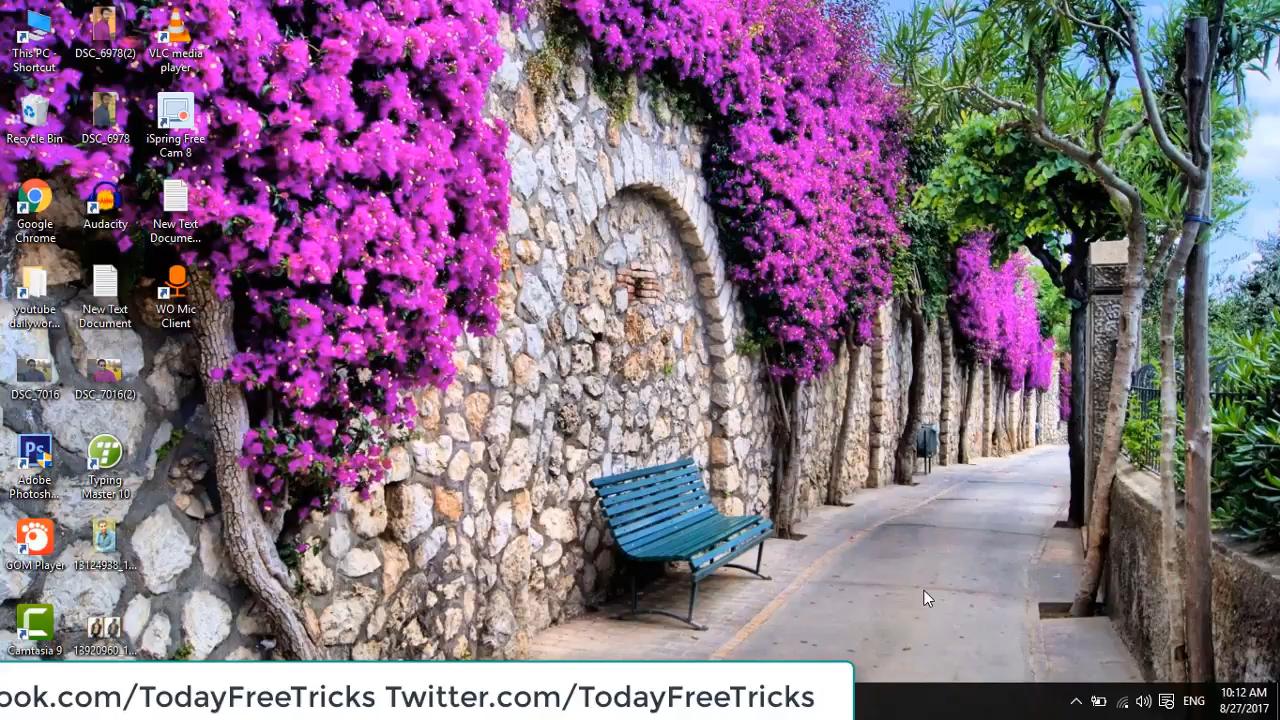 This PC - Shortcut
DSC_6978(2)
VLC media player
Recycle Bin
DSC_6978
iSpring Free Cam 8
Google Chrome
Audacity
New Text Docume...
youtube dailywor...
New Text Document
WO Mic Client
DSC_7016
DSC_7016(2)
Adobe Photosh...
Typing Master 10
GOM Player
13124938_1...
Camtasia 9
13920960_1...
ook.com/TodayFreeTricks Twitter.com/TodayFreeTricks
ENG
10:12 AM
8/27/2017